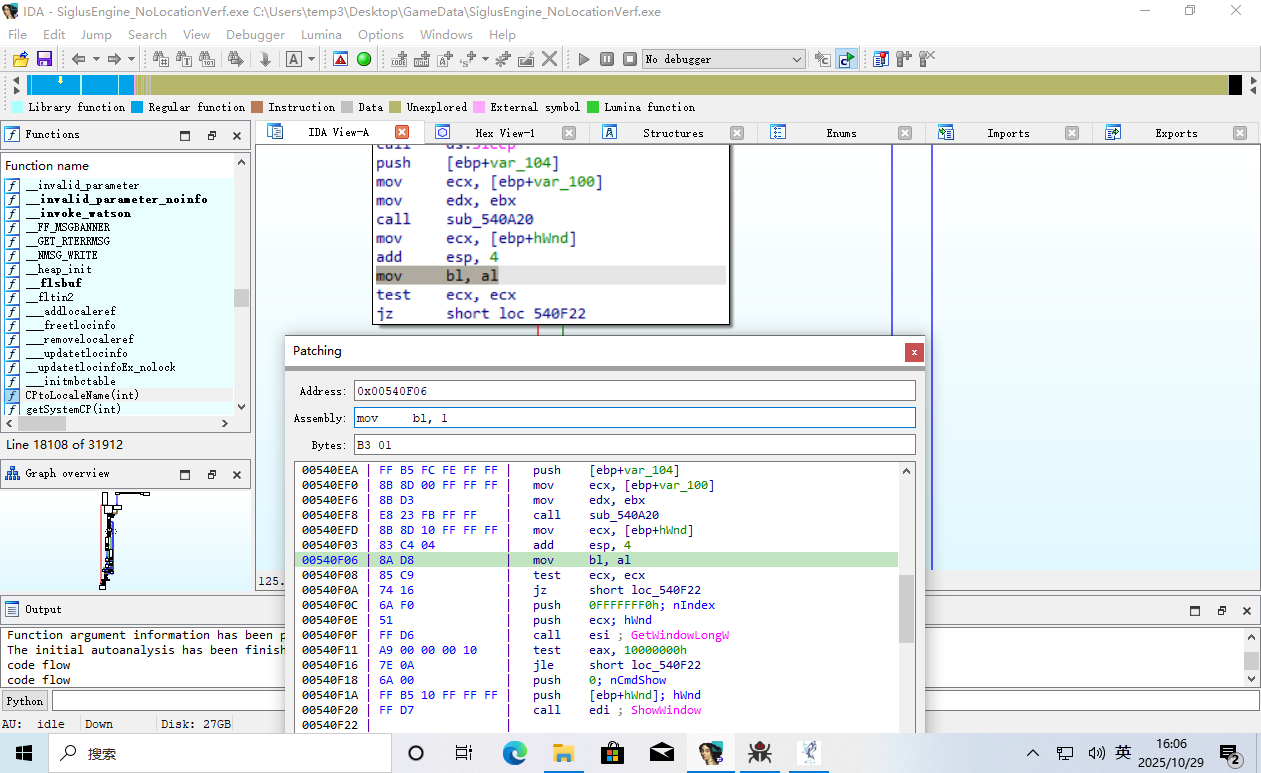 IDA - SiglusEngine_NoLocationVerf.exe C:\Users\temp3\Desktop\GameData\SiglusEngine_NoLocationVerf.exe
File Edit Jump Search View Debugger Lumina Options Windows Help
No debugger
Library function Regular function Instruction Data Unexplored External symbol Lumina function
Functions
IDA View-A
Hex View-1
Structures
Enums
Imports
Exports
Function name
__invalid_parameter
__invalid_parameter_noinfo
__invoke_watson
__FF_MSGBANNER
__GET_RTERRMSG
__NMSG_WRITE
__heap_init
__flsbuf
__fltin2
___addlocaleref
___freetlocinfo
___removelocaleref
___updatetlocinfo
___updatetlocinfoEx_nolock
___initmbctable
CPtoLocaleName(int)
getSystemCP(int)
Line 18108 of 31912
Graph overview
call ds:Sleep
push [ebp+var_104]
mov ecx, [ebp+var_100]
mov edx, ebx
call sub_540A20
mov ecx, [ebp+hWnd]
add esp, 4
mov bl, al
test ecx, ecx
jz short loc_540F22
125.
Patching
Address: 0x00540F06
Assembly: mov bl, 1
Bytes: B3 01
00540EEA | FF B5 FC FE FF FF | push [ebp+var_104]
00540EF0 | 8B 8D 00 FF FF FF | mov ecx, [ebp+var_100]
00540EF6 | 8B D3 | mov edx, ebx
00540EF8 | E8 23 FB FF FF | call sub_540A20
00540EFD | 8B 8D 10 FF FF FF | mov ecx, [ebp+hWnd]
00540F03 | 83 C4 04 | add esp, 4
00540F06 | 8A D8 | mov bl, al
00540F08 | 85 C9 | test ecx, ecx
00540F0A | 74 16 | jz short loc_540F22
00540F0C | 6A F0 | push 0FFFFFFF0h; nIndex
00540F0E | 51 | push ecx; hWnd
00540F0F | FF D6 | call esi ; GetWindowLongW
00540F11 | A9 00 00 00 10 | test eax, 10000000h
00540F16 | 7E 0A | jle short loc_540F22
00540F18 | 6A 00 | push 0; nCmdShow
00540F1A | FF B5 10 FF FF FF | push [ebp+hWnd]; hWnd
00540F20 | FF D7 | call edi ; ShowWindow
00540F22 | |
Output
Function argument information has been p
The initial autoanalysis has been finish
code flow
code flow
Python
AU: idle Down Disk: 27GB
搜索
英
16:06
2025/10/29
2